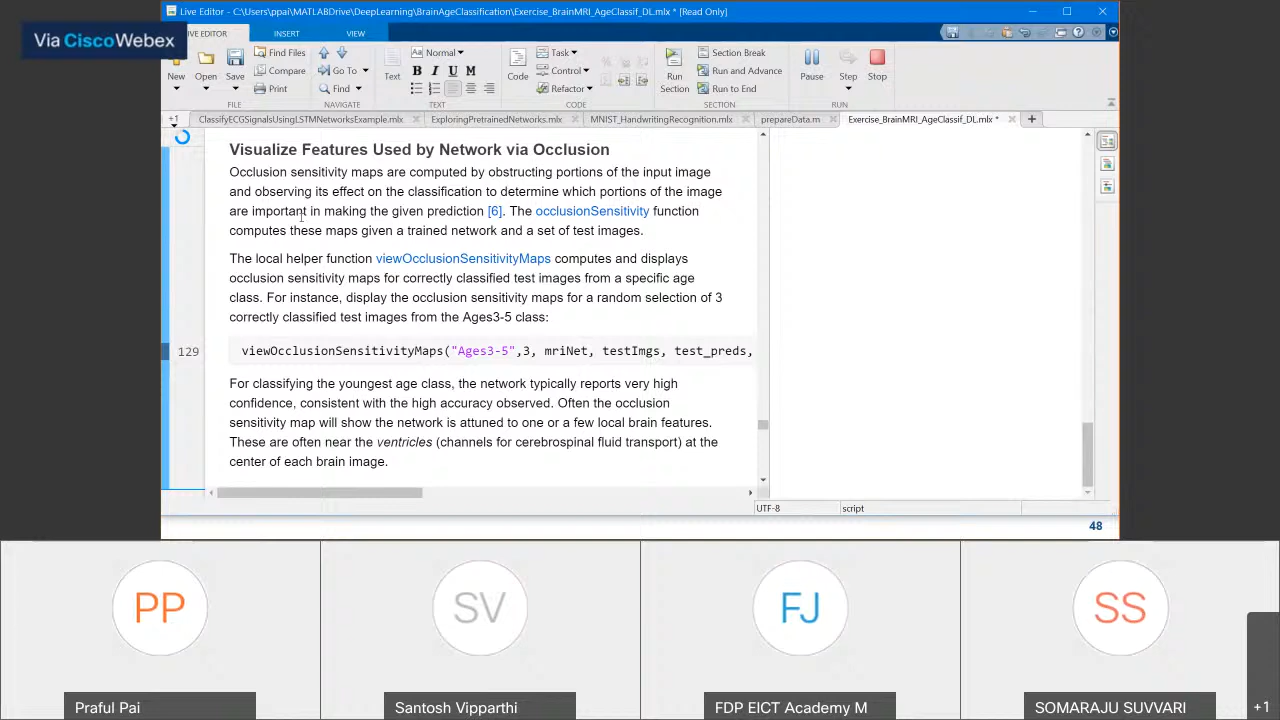 Live Editor - C:\Users\ppai\MATLABDrive\DeepLearning\BrainAgeClassification\Exercise_BrainMRI_AgeClassif_DL.mlx * [Read Only]
Via CiscoWebex
LIVE EDITOR INSERT VIEW
New Open Save Find Files Compare Print Go To Find Text Normal B I U M Code Task Control Refactor Run Section Section Break Run and Advance Run to End Pause Step Stop
FILE NAVIGATE TEXT CODE SECTION RUN
+1 ClassifyECGSignalsUsingLSTMNetworksExample.mlx ExploringPretrainedNetworks.mlx MNIST_HandwritingRecognition.mlx prepareData.m Exercise_BrainMRI_AgeClassif_DL.mlx *
Visualize Features Used by Network via Occlusion
Occlusion sensitivity maps are computed by obstructing portions of the input image
and observing its effect on the classification to determine which portions of the image
are important in making the given prediction [6]. The occlusionSensitivity function
computes these maps given a trained network and a set of test images.
The local helper function viewOcclusionSensitivityMaps computes and displays
occlusion sensitivity maps for correctly classified test images from a specific age
class. For instance, display the occlusion sensitivity maps for a random selection of 3
correctly classified test images from the Ages3-5 class:
129 viewOcclusionSensitivityMaps("Ages3-5",3, mriNet, testImgs, test_preds,
For classifying the youngest age class, the network typically reports very high
confidence, consistent with the high accuracy observed. Often the occlusion
sensitivity map will show the network is attuned to one or a few local brain features.
These are often near the ventricles (channels for cerebrospinal fluid transport) at the
center of each brain image.
UTF-8 script
48
PP SV FJ SS
Praful Pai Santosh Vipparthi FDP EICT Academy M SOMARAJU SUVVARI +1